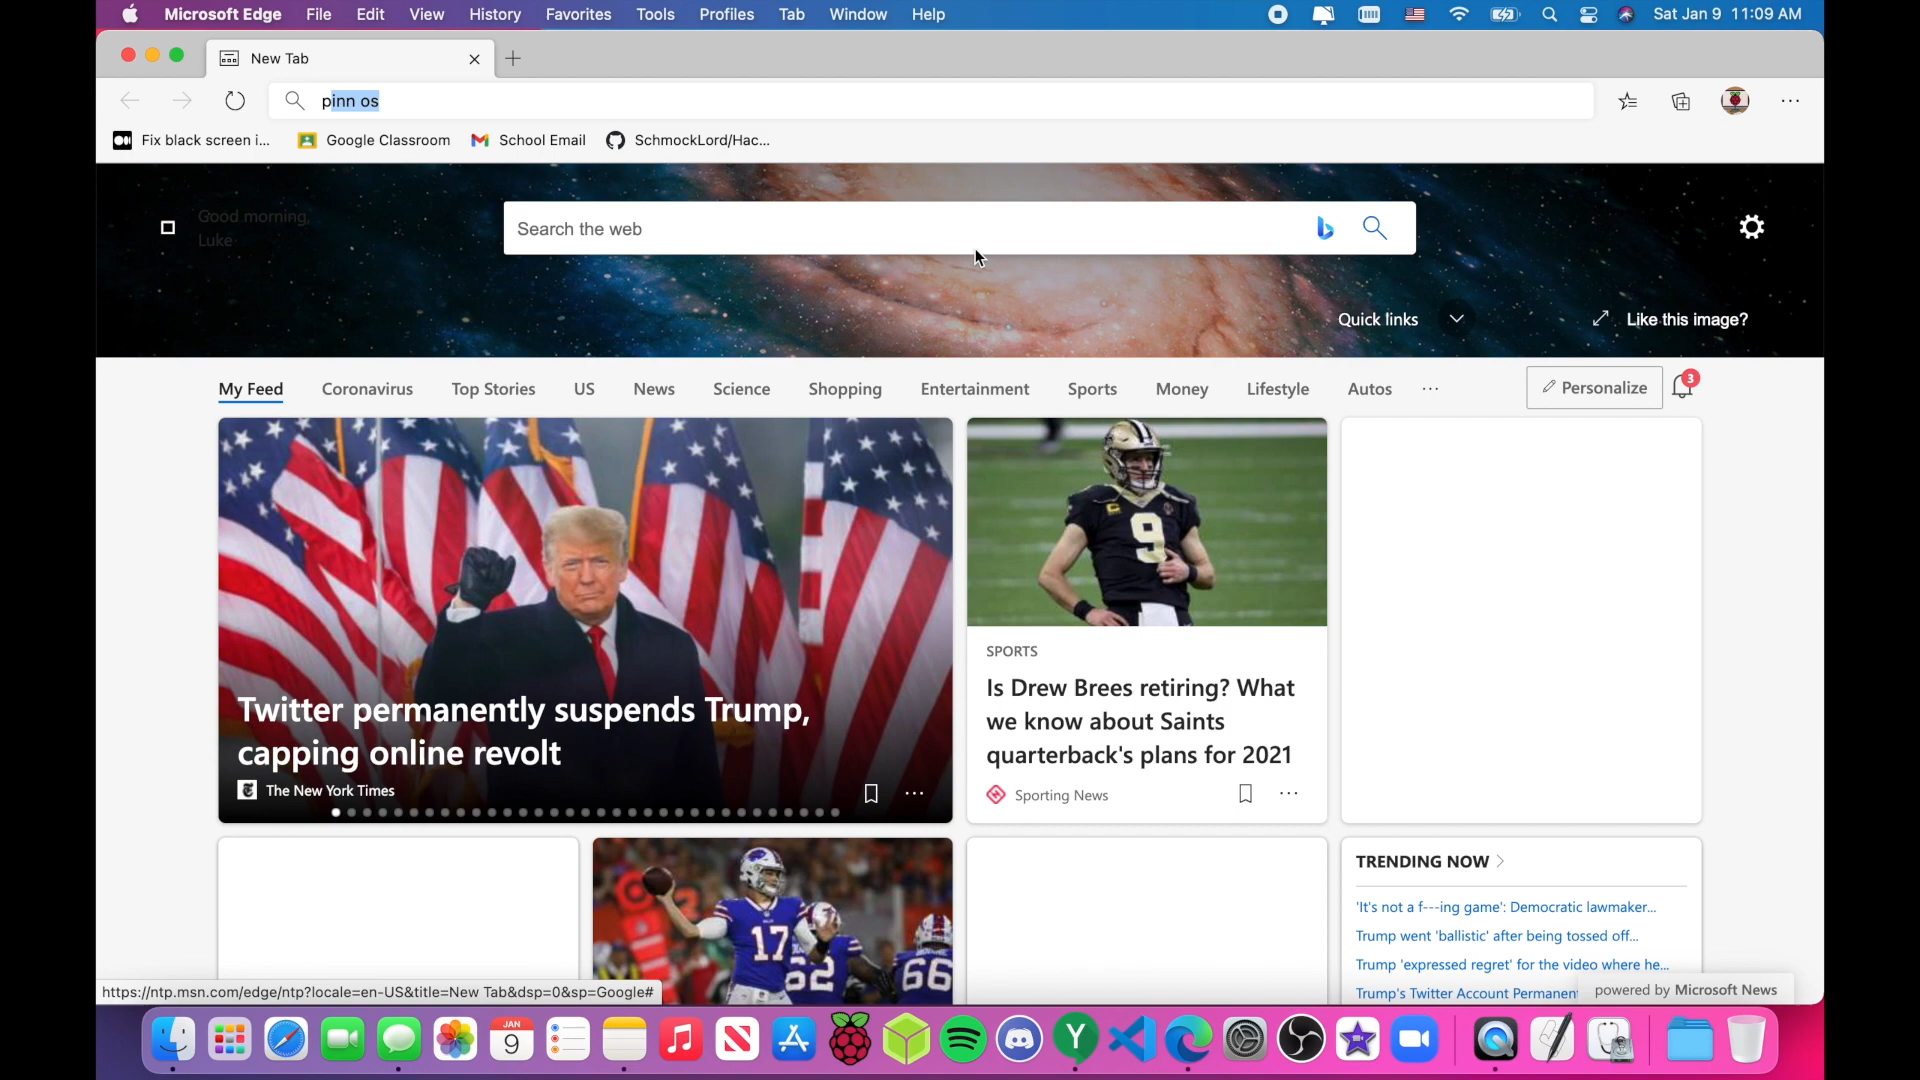 Microsoft Edge File Edit View History Favorites Tools Profiles Tab Window Help Sat Jan 9 11:09 AM
New Tab
pinn os
Fix black screen i... Google Classroom School Email SchmockLord/Hac...
Good morning,
Luke
Search the web
Quick links Like this image?
My Feed Coronavirus Top Stories US News Science Shopping Entertainment Sports Money Lifestyle Autos ... Personalize 3
Twitter permanently suspends Trump,
capping online revolt
The New York Times
9
SPORTS
Is Drew Brees retiring? What
we know about Saints
quarterback's plans for 2021
Sporting News
17
62
66
TRENDING NOW
'It's not a f---ing game': Democratic lawmaker...
Trump went 'ballistic' after being tossed off...
Trump 'expressed regret' for the video where he...
Trump's Twitter Account Permanent
powered by Microsoft News
https://ntp.msn.com/edge/ntp?locale=en-US&title=New Tab&dsp=0&sp=Google#
JAN
9